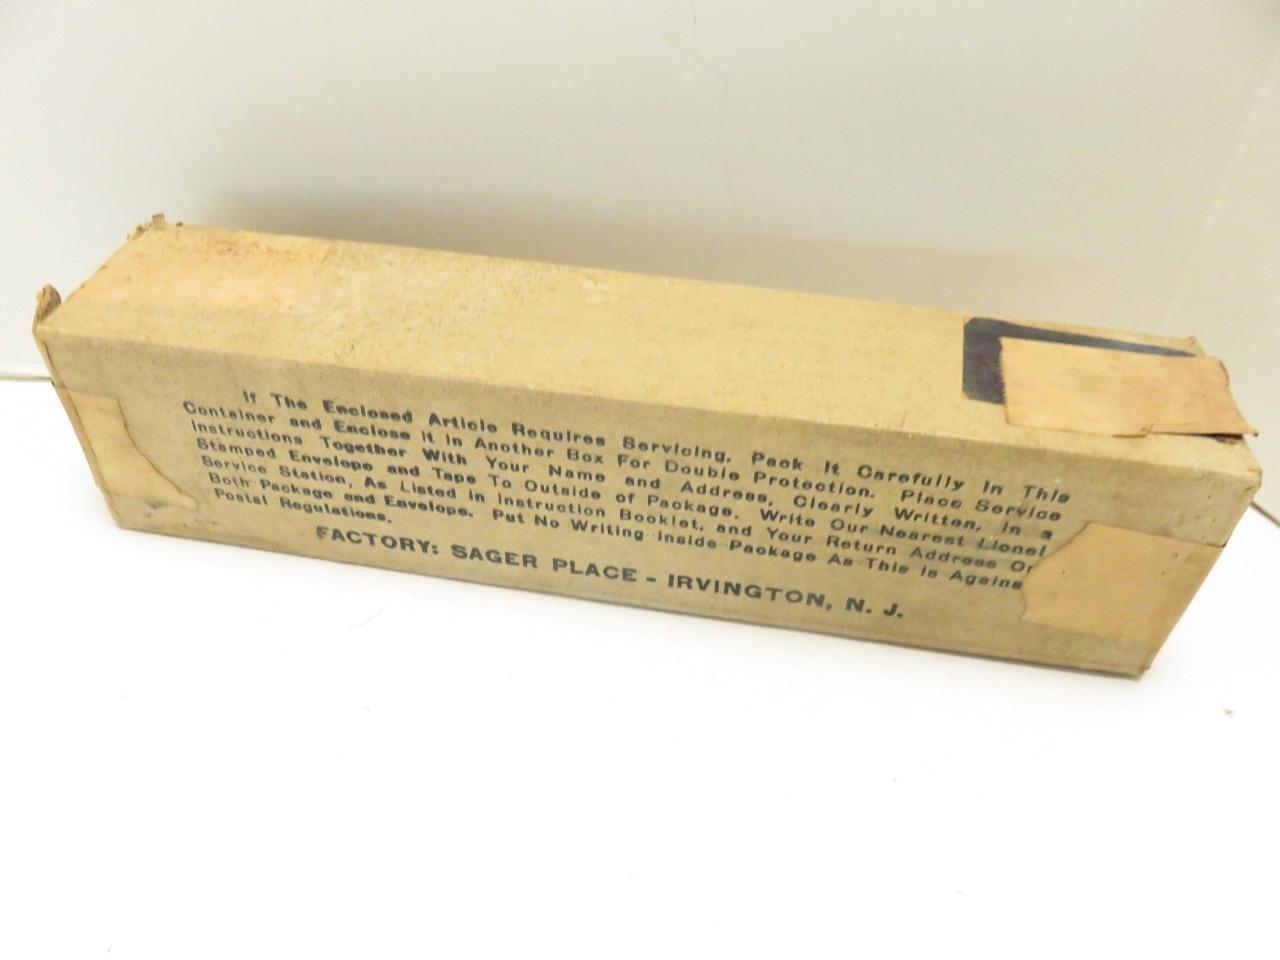 If The Enclosed Article Requires Servicing, Pack It Carefully In This
Container and Enclose It In Another Box For Double Protection. Place Service
Instructions Together With Your Name and Address, Clearly Written, In a
Stamped Envelope and Tape To Outside of Package. Write Our Nearest Lionel
Service Station, As Listed In Instruction Booklet, and Your Return Address On
Both Package and Envelope. Put No Writing Inside Package As This Is Agains
Postal Regulations.
FACTORY: SAGER PLACE - IRVINGTON, N. J.